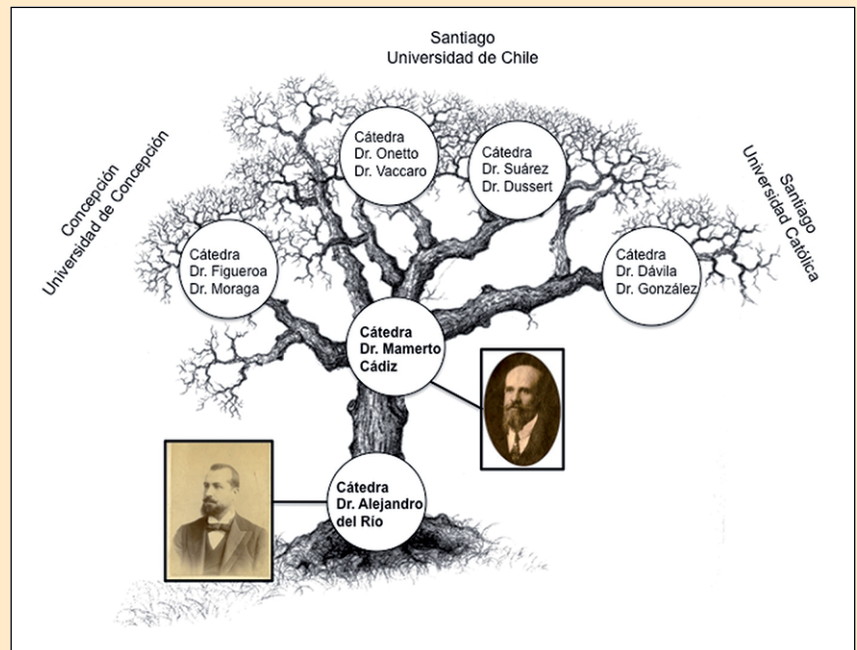 Santiago
Universidad de Chile
Concepción
Universidad de Concepción
Santiago
Universidad Católica
Cátedra
Dr. Onetto
Dr. Vaccaro
Cátedra
Dr. Suárez
Dr. Dussert
Cátedra
Dr. Figueroa
Dr. Moraga
Cátedra
Dr. Dávila
Dr. González
Cátedra
Dr. Mamerto
Cádiz
Cátedra
Dr. Alejandro
del Río